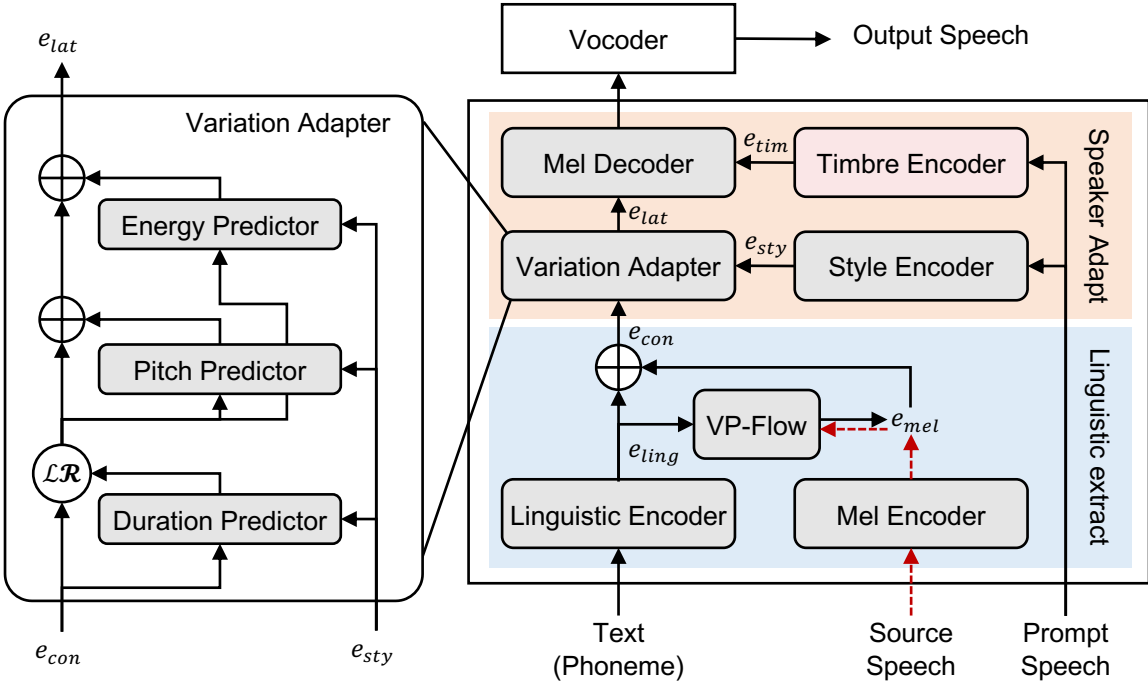 e_lat
Variation Adapter
Energy Predictor
Pitch Predictor
ℒℛ
Duration Predictor
e_con
e_sty
Vocoder
Output Speech
Mel Decoder
e_tim
Timbre Encoder
e_lat
Variation Adapter
e_sty
Style Encoder
Speaker Adapt
e_con
VP-Flow
e_mel
e_ling
Linguistic Encoder
Mel Encoder
Linguistic extract
Text
(Phoneme)
Source
Speech
Prompt
Speech